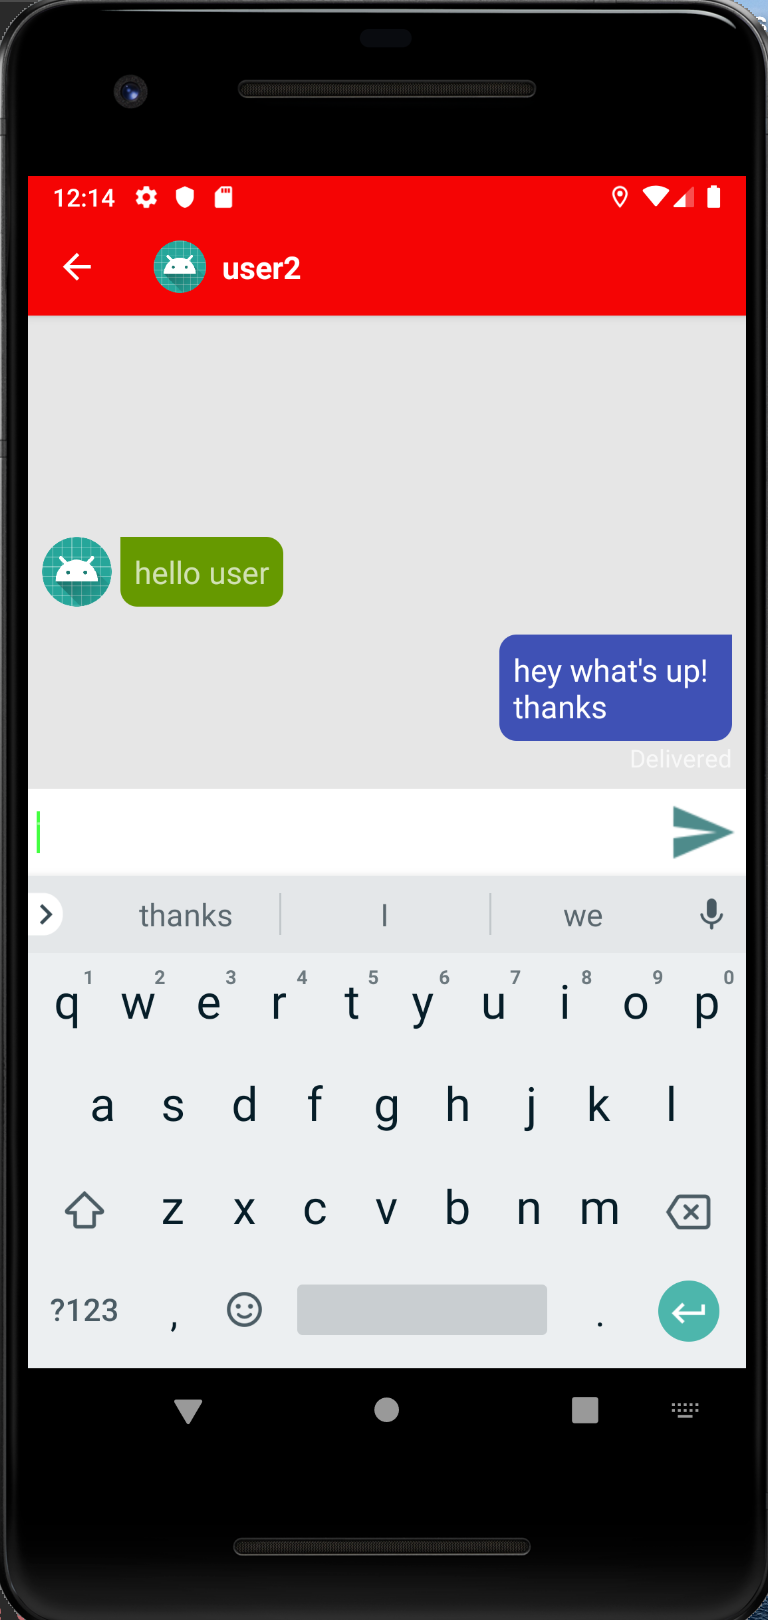 12:14
user2
hello user
hey what's up!
thanks
Delivered
thanks I we
1 2 3 4 5 6 7 8 9 0
q w e r t y u i o p
a s d f g h j k l
z x c v b n m
?123 , .